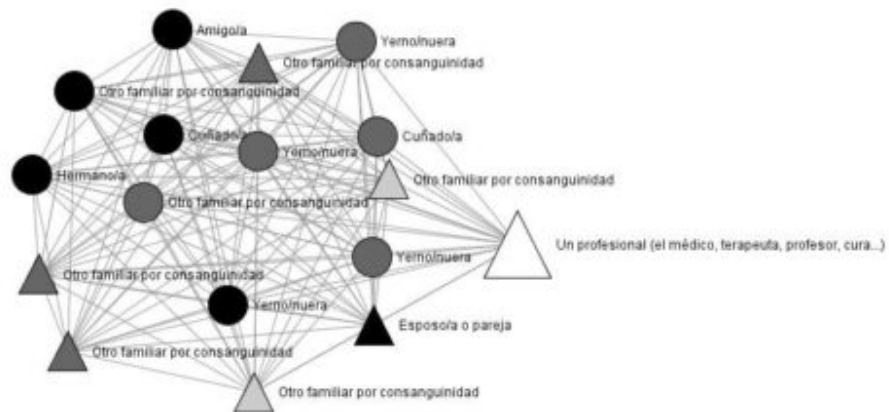 Amigo/a
Yerno/nuera
Otro familiar por consanguinidad
Otro familiar por consanguinidad
Cuñado/a
Cuñado/a
Yerno/nuera
Hermano/a
Otro familiar por consanguinidad
Otro familiar por consanguinidad
Un profesional (el médico, terapeuta, profesor, cura...)
Yerno/nuera
Otro familiar por consanguinidad
Yerno/nuera
Esposo/a o pareja
Otro familiar por consanguinidad
Otro familiar por consanguinidad